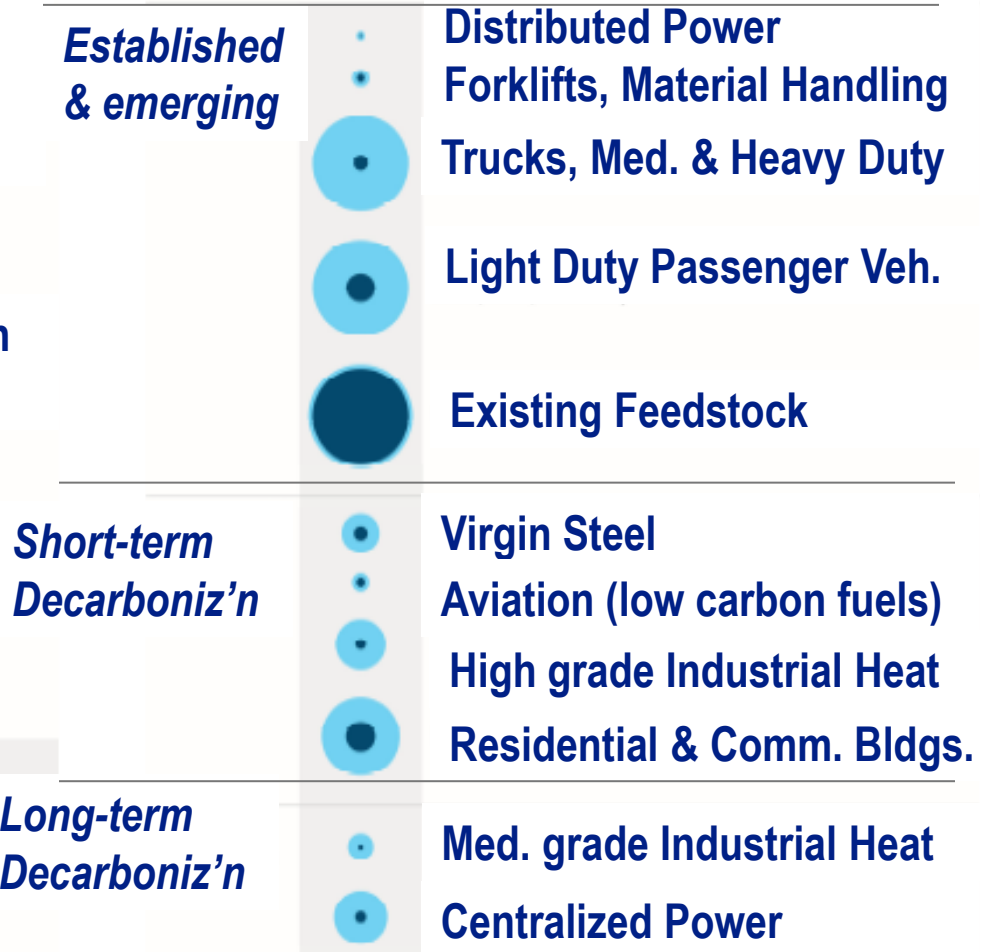 Established
& emerging
Distributed Power
Forklifts, Material Handling
Trucks, Med. & Heavy Duty
Light Duty Passenger Veh.
Existing Feedstock
Short-term
Decarboniz’n
Virgin Steel
Aviation (low carbon fuels)
High grade Industrial Heat
Residential & Comm. Bldgs.
Long-term
Decarboniz’n
Med. grade Industrial Heat
Centralized Power